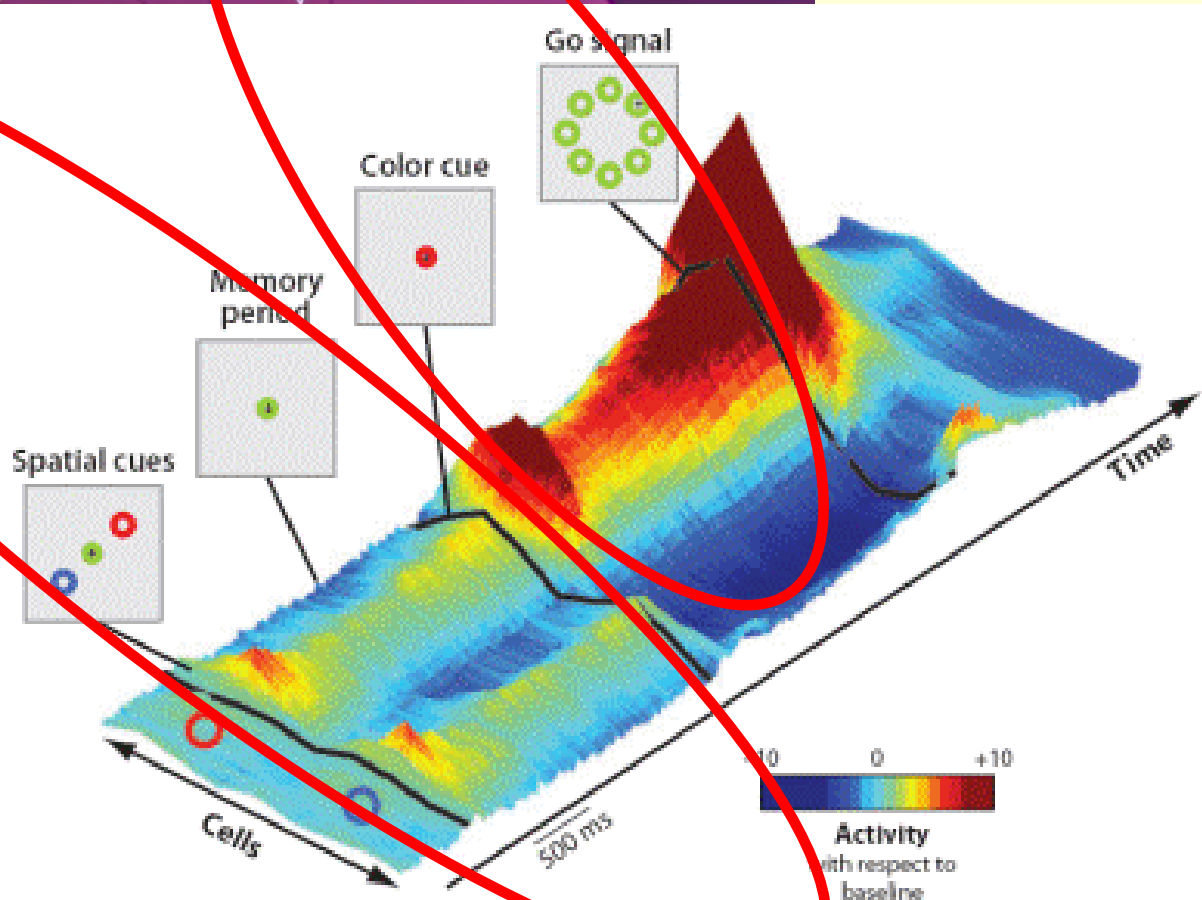 Go signal
Color cue
Memory
period
Spatial cues
Time
Cells
500 ms
-10 0 +10
Activity
with respect to
baseline